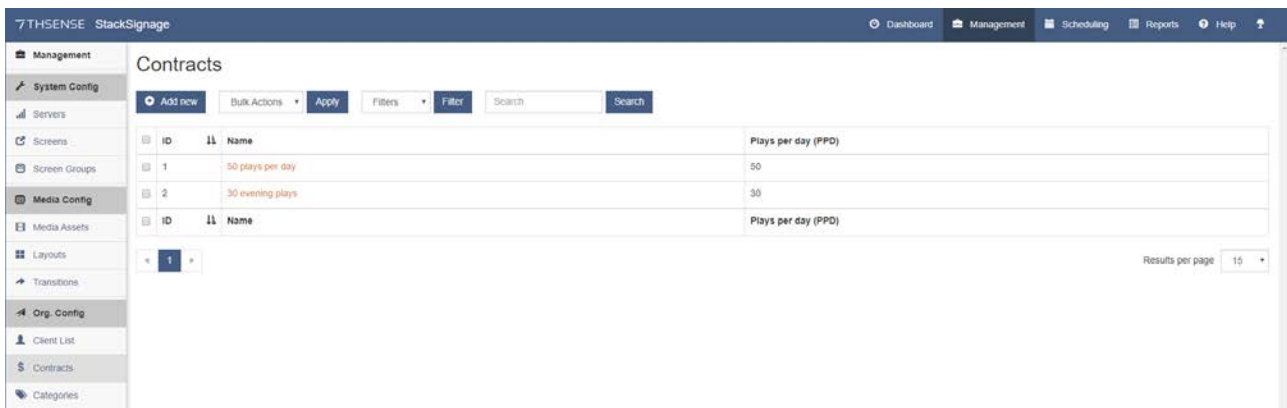 7THSENSE StackSignage
Dashboard Management Scheduling Reports Help
Management
System Config
Servers
Screens
Screen Groups
Media Config
Media Assets
Layouts
Transitions
Org. Config
Client List
$ Contracts
Categories
Contracts
Add new Bulk Actions Apply Filters Filter Search Search
ID Name Plays per day (PPD)
1 50 plays per day 50
2 30 evening plays 30
ID Name Plays per day (PPD)
« 1 » Results per page 15